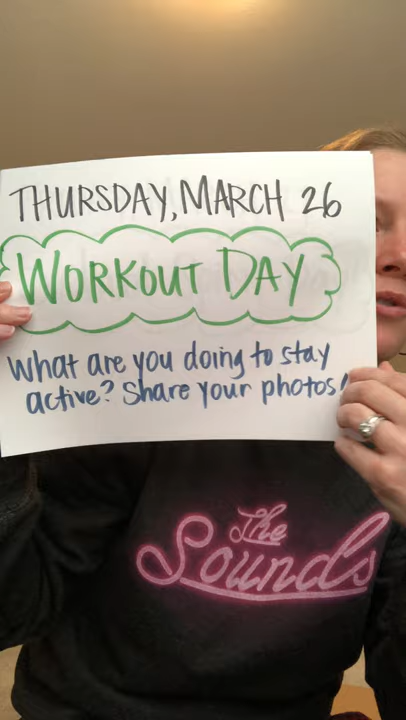 THURSDAY, MARCH 26
WORKOUT DAY
What are you doing to stay
active? Share your photos!
The
Sounds